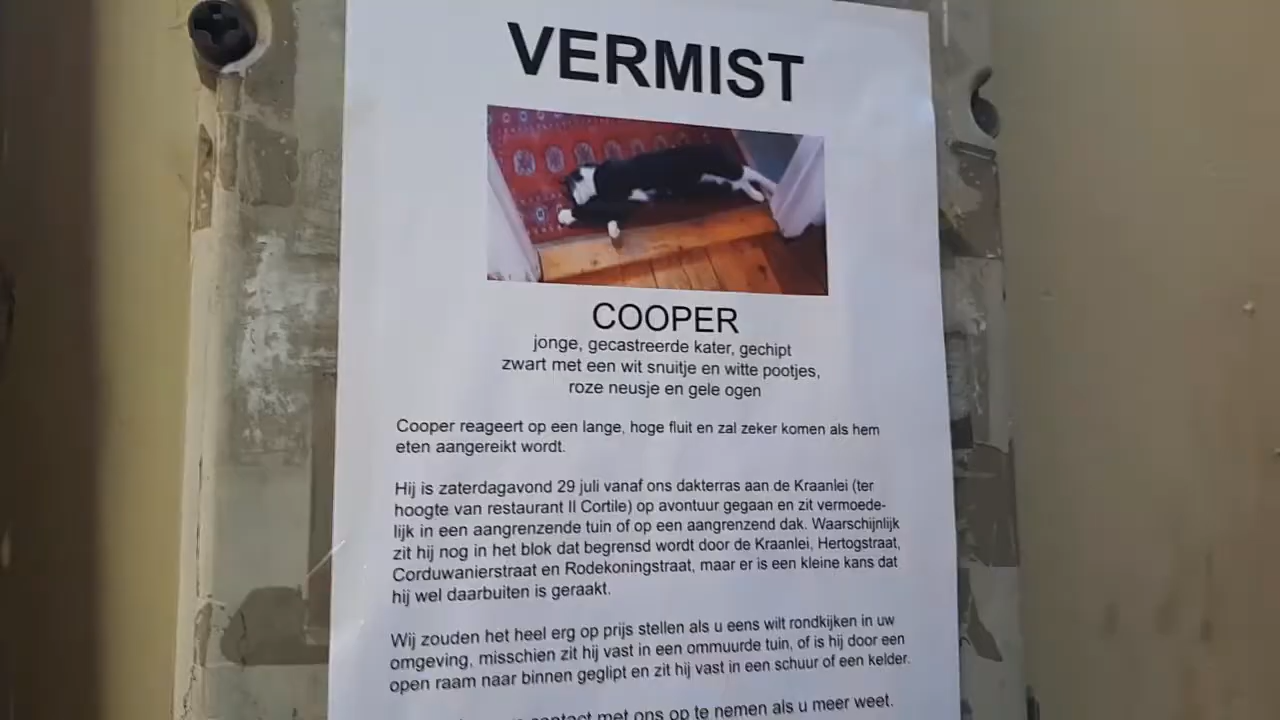 VERMIST
COOPER
jonge, gecastreerde kater, gechipt
zwart met een wit snuitje en witte pootjes,
roze neusje en gele ogen
Cooper reageert op een lange, hoge fluit en zal zeker komen als hem
eten aangereikt wordt.
Hij is zaterdagavond 29 juli vanaf ons dakterras aan de Kraanlei (ter
hoogte van restaurant Il Cortile) op avontuur gegaan en zit vermoede-
lijk in een aangrenzende tuin of op een aangrenzend dak. Waarschijnlijk
zit hij nog in het blok dat begrensd wordt door de Kraanlei, Hertogstraat,
Corduwanierstraat en Rodekoningstraat, maar er is een kleine kans dat
hij wel daarbuiten is geraakt.
Wij zouden het heel erg op prijs stellen als u eens wilt rondkijken in uw
omgeving, misschien zit hij vast in een ommuurde tuin, of is hij door een
open raam naar binnen geglipt en zit hij vast in een schuur of een kelder.
contact met ons op te nemen als u meer weet.